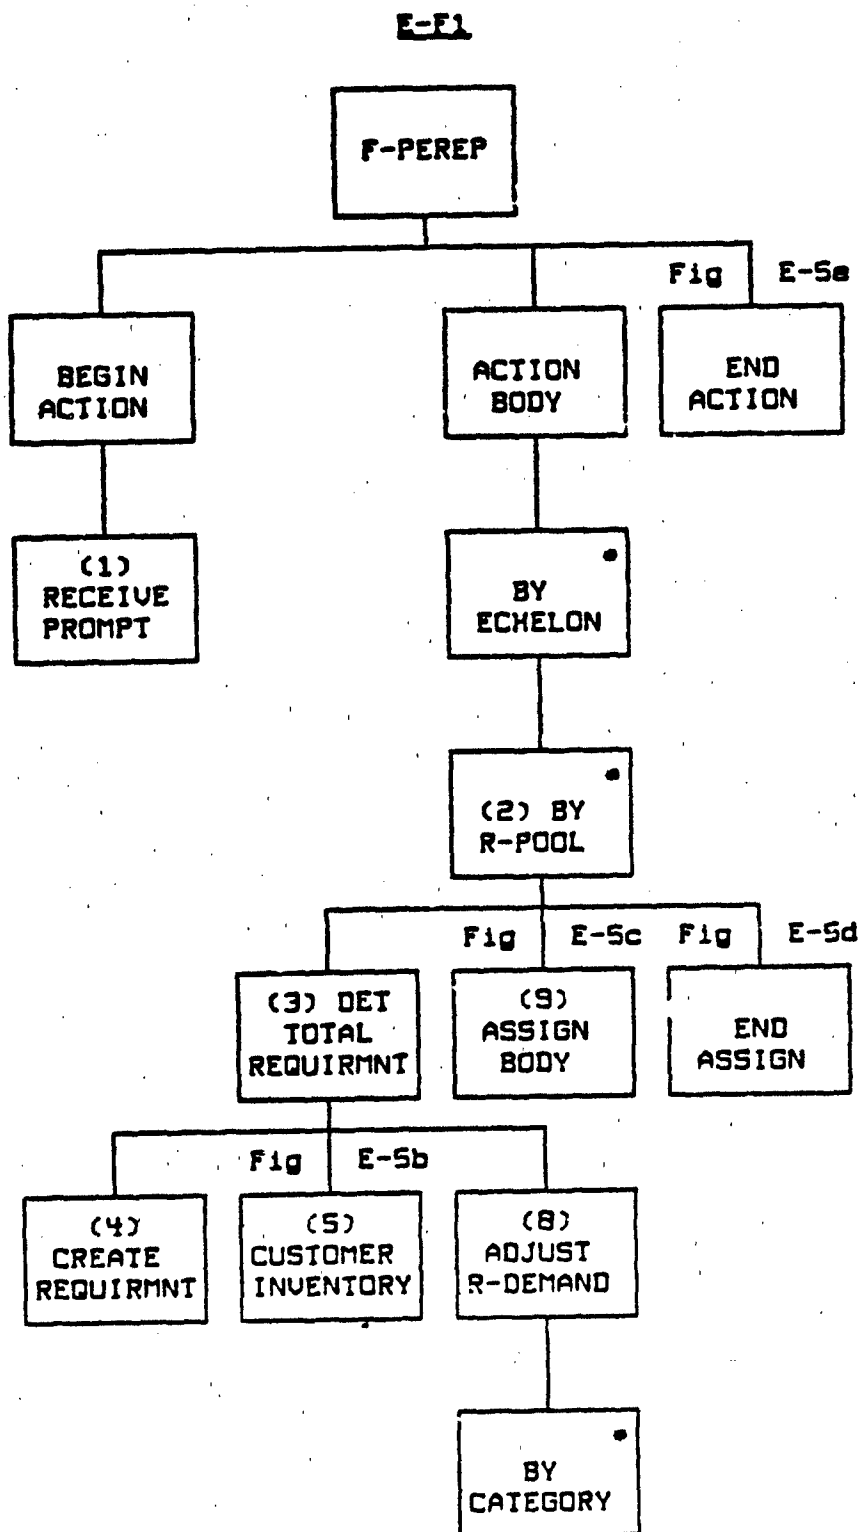 E-F1
F-PEREP
Fig E-5e
BEGIN
ACTION
ACTION
BODY
END
ACTION
(1)
RECEIVE
PROMPT
BY
ECHELON
(2) BY
R-POOL
Fig E-5c Fig E-5d
(3) DET
TOTAL
REQUIRMNT
(9)
ASSIGN
BODY
END
ASSIGN
Fig E-5b
(4)
CREATE
REQUIRMNT
(5)
CUSTOMER
INVENTORY
(8)
ADJUST
R-DEMAND
BY
CATEGORY